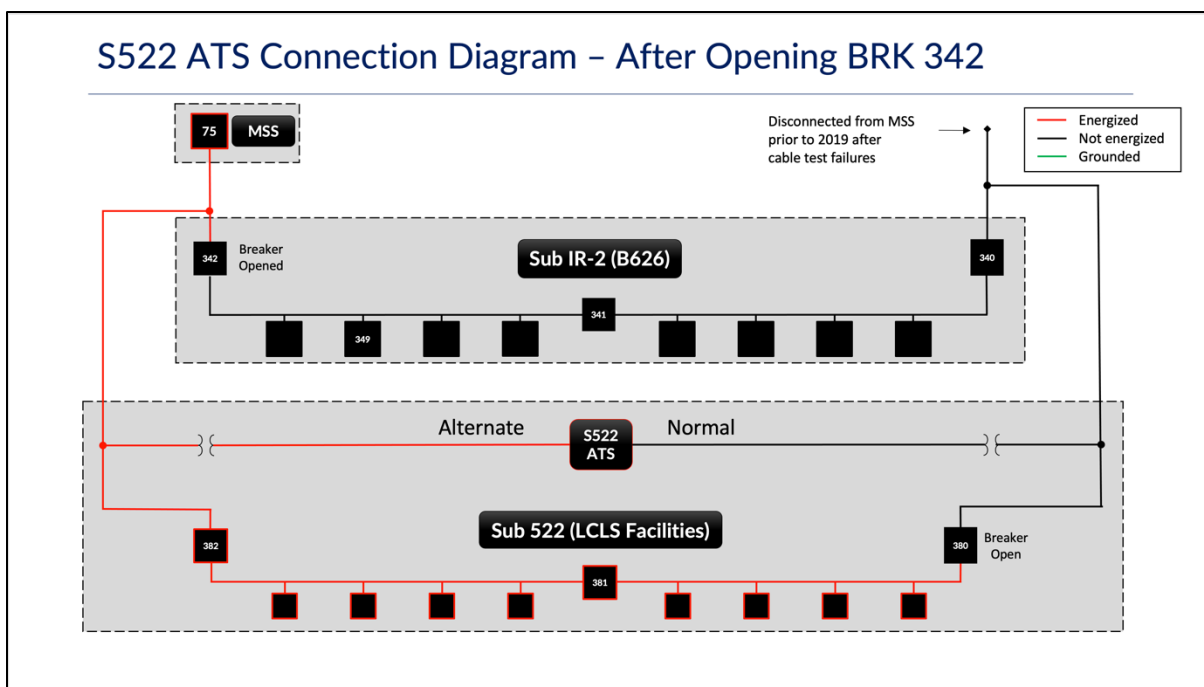 S522 ATS Connection Diagram – After Opening BRK 342
75
MSS
Disconnected from MSS
prior to 2019 after
cable test failures
Energized
Not energized
Grounded
342
Breaker
Opened
Sub IR-2 (B626)
340
341
349
Alternate
S522
ATS
Normal
Sub 522 (LCLS Facilities)
382
380
Breaker
Open
381